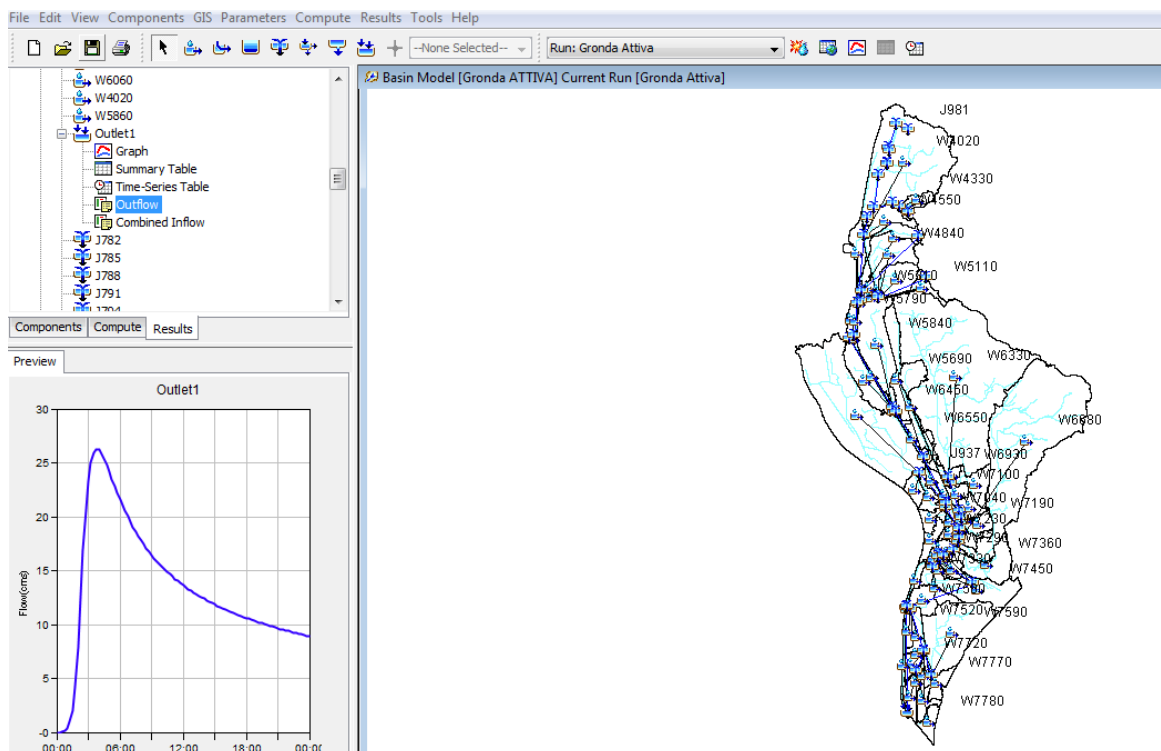 File Edit View Components GIS Parameters Compute Results Tools Help
--None Selected-- Run: Gronda Attiva
W6060
W4020
W5860
Outlet1
Graph
Summary Table
Time-Series Table
Outflow
Combined Inflow
J782
J785
J788
J791
Components Compute Results
Preview
Outlet1
30
25
20
15
10
5
-0
Flow(cms)
00:00 06:00 12:00 18:00
Basin Model [Gronda ATTIVA] Current Run [Gronda Attiva]
J981
W4020
W4330
W4550
W4840
W5110
W5840
W5690
W6330
W6450
W6550
W6880
J937 W6930
W7100
W7190
W7360
W7450
W7520
W7590
W7720
W7770
W7780